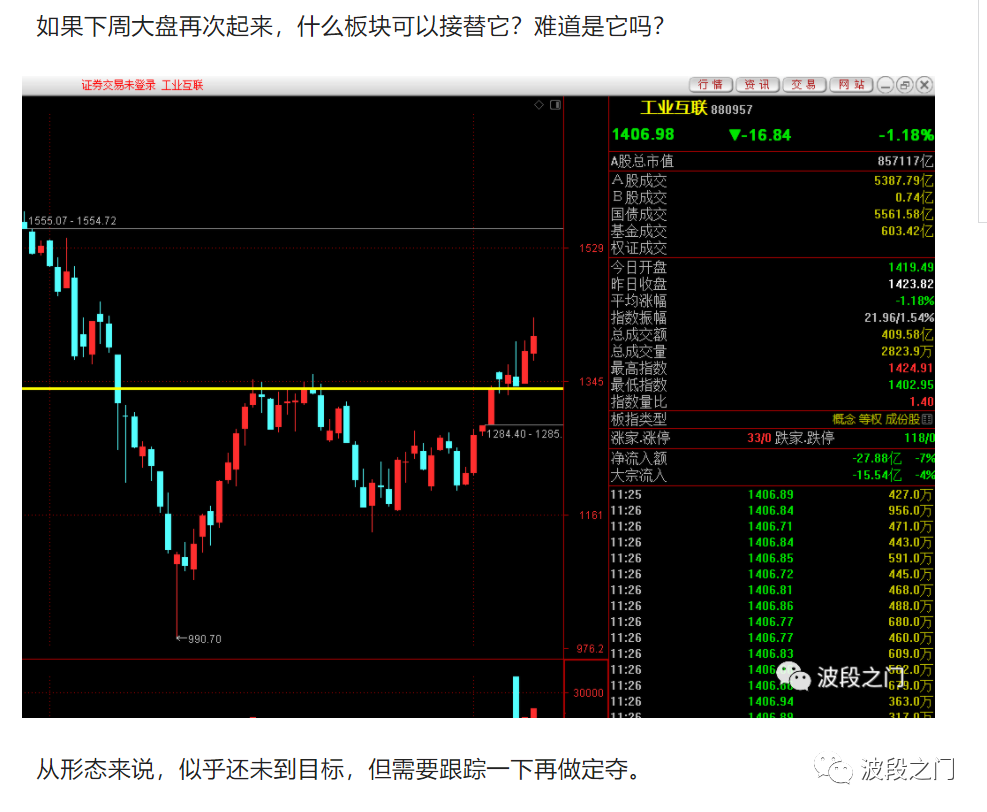 如果下周大盘再次起来，什么板块可以接替它？难道是它吗？
证券交易未登录 工业互联
行情 资讯 交易 网站
工业互联 880957
1406.98 ▼-16.84 -1.18%
A股总市值 857117亿
A股成交 5387.79亿
B股成交 0.74亿
国债成交 5561.58亿
基金成交 603.42亿
权证成交
今日开盘 1419.49
昨日收盘 1423.82
平均涨幅 -1.18%
指数振幅 21.96/1.54%
总成交额 409.58亿
总成交量 2823.9万
最高指数 1424.91
最低指数 1402.95
指数量比 1.40
板指类型 概念 等权 成份股
涨家.涨停 33/0 跌家.跌停 118/0
净流入额 -27.88亿 -7%
大宗流入 -15.54亿 -4%
11:25 1406.89 427.0万
11:26 1406.84 956.0万
11:26 1406.71 471.0万
11:26 1406.84 443.0万
11:26 1406.85 591.0万
11:26 1406.72 445.0万
11:26 1406.81 468.0万
11:26 1406.86 488.0万
11:26 1406.77 680.0万
11:26 1406.77 460.0万
11:26 1406.83 609.0万
11:26
11:26
11:26 1406.94 363.0万
11:26 1406.89 317.0万
1555.07 - 1554.72
1529
1345
1284.40 - 1285.
1161
←990.70
976.2
30000
波段之门
从形态来说，似乎还未到目标，但需要跟踪一下再做定夺。
波段之门